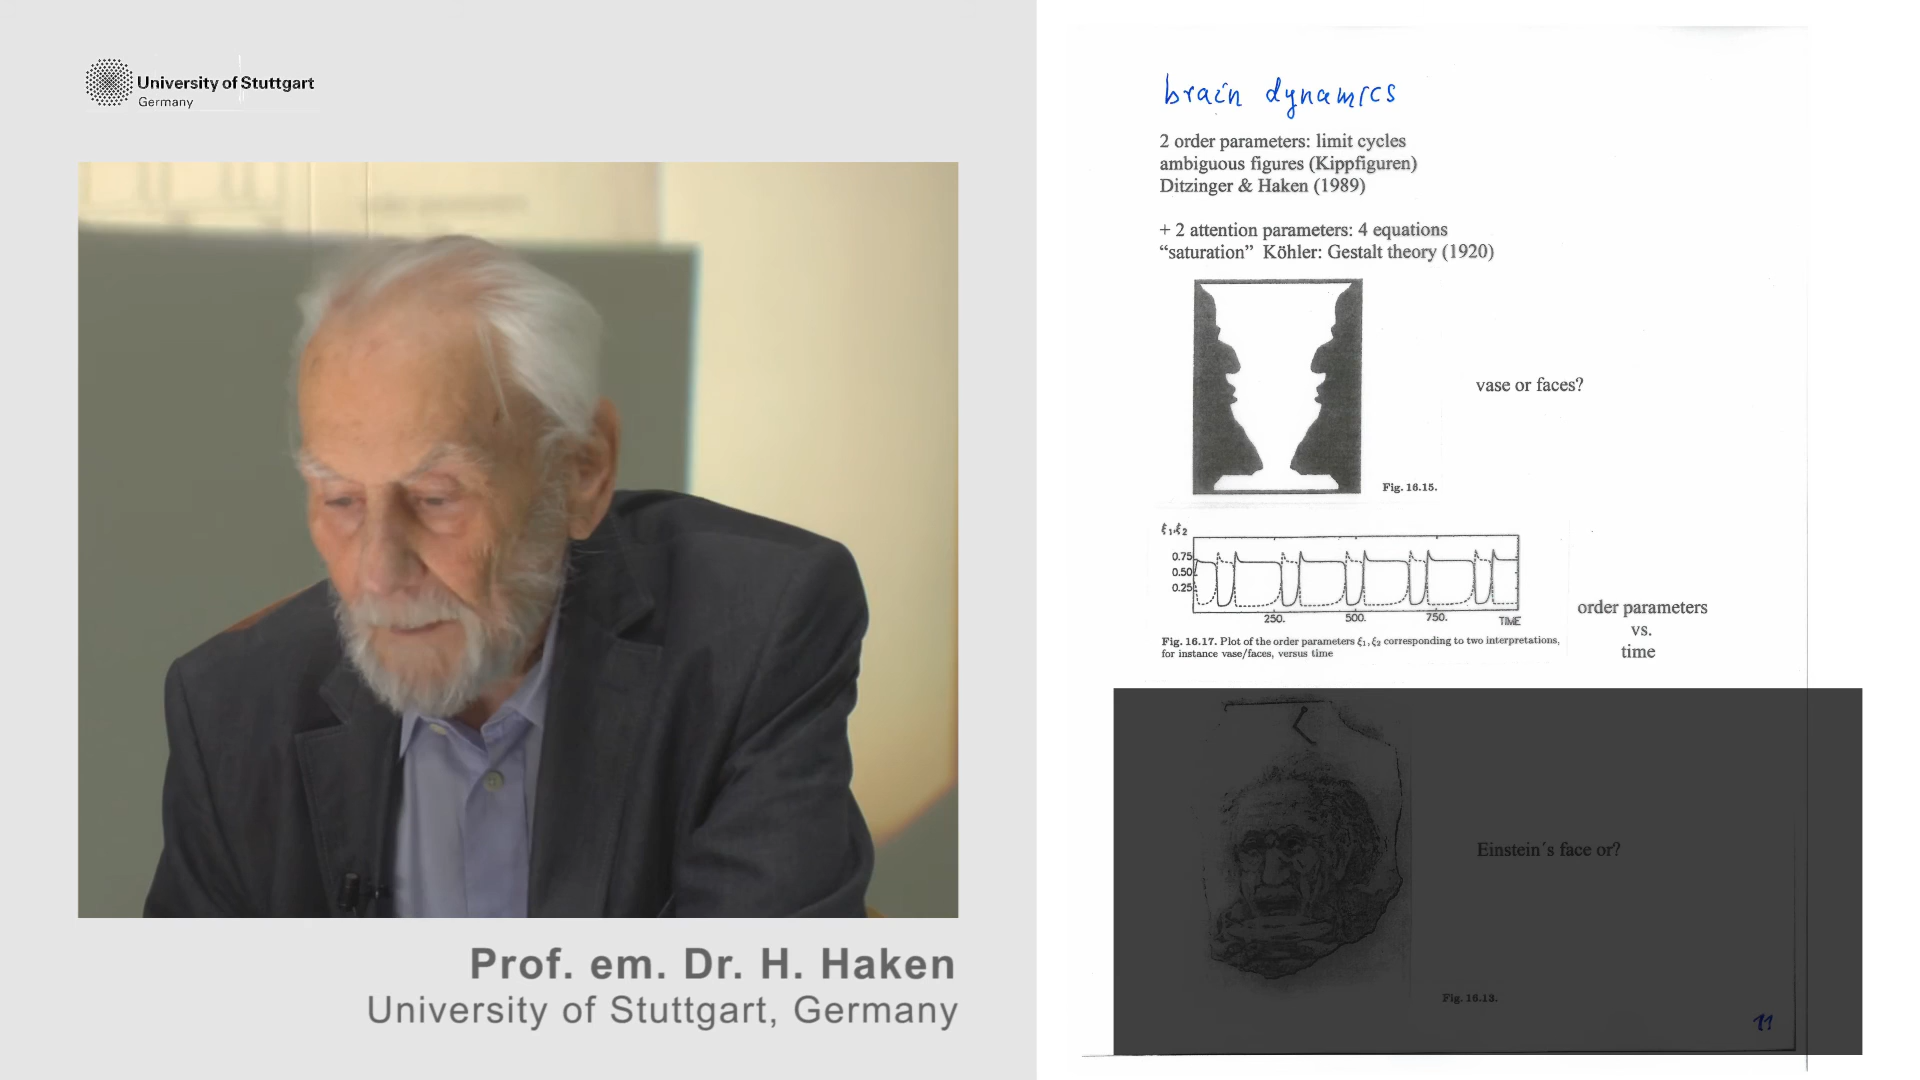 University of Stuttgart
Germany
Prof. em. Dr. H. Haken
University of Stuttgart, Germany
brain dynamics
2 order parameters: limit cycles
ambiguous figures (Kippfiguren)
Ditzinger & Haken (1989)
+ 2 attention parameters: 4 equations
“saturation” Köhler: Gestalt theory (1920)
vase or faces?
Fig. 16.15.
ξ₁,ξ₂
0.75
0.50
0.25
250. 500. 750. TIME
Fig. 16.17. Plot of the order parameters ξ₁, ξ₂ corresponding to two interpretations,
for instance vase/faces, versus time
order parameters
vs.
time
Einstein´s face or?
Fig. 16.13.
11